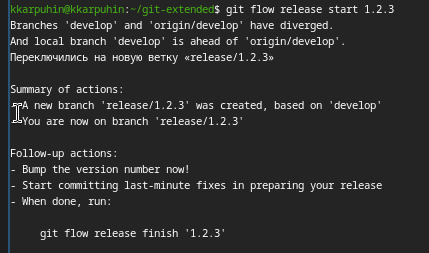 kkarpuhin@kkarpuhin:~/git-extended$ git flow release start 1.2.3
Branches 'develop' and 'origin/develop' have diverged.
And local branch 'develop' is ahead of 'origin/develop'.
Переключились на новую ветку «release/1.2.3»
Summary of actions:
- A new branch 'release/1.2.3' was created, based on 'develop'
- You are now on branch 'release/1.2.3'
Follow-up actions:
- Bump the version number now!
- Start committing last-minute fixes in preparing your release
- When done, run:
git flow release finish '1.2.3'